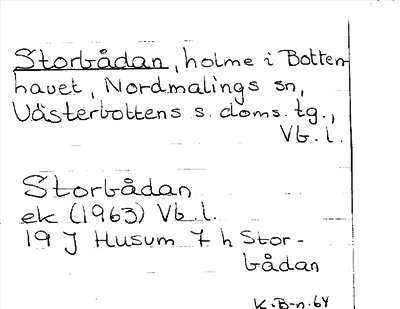 Storbådan, holme i Botten-
havet, Nordmalings sn,
Västerbottens s. doms. tg.,
Vb. l.
Storbådan
ek (1963) Vb. l.
19 J Husum 7 h Stor-
bådan
K.B-n.64